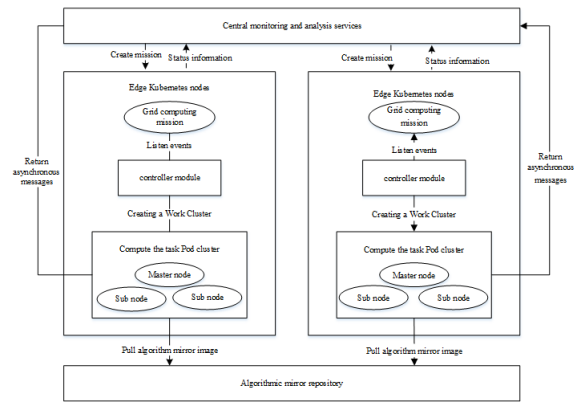 Central monitoring and analysis services
Create mission
Status information
Create mission
Status information
Edge Kubernetes nodes
Grid computing
mission
Listen events
controller module
Creating a Work Cluster
Compute the task Pod cluster
Master node
Sub node
Sub node
Return
asynchronous
messages
Pull algorithm mirror image
Edge Kubernetes nodes
Grid computing
mission
Listen events
controller module
Creating a Work Cluster
Compute the task Pod cluster
Master node
Sub node
Sub node
Return
asynchronous
messages
Pull algorithm mirror image
Algorithmic mirror repository